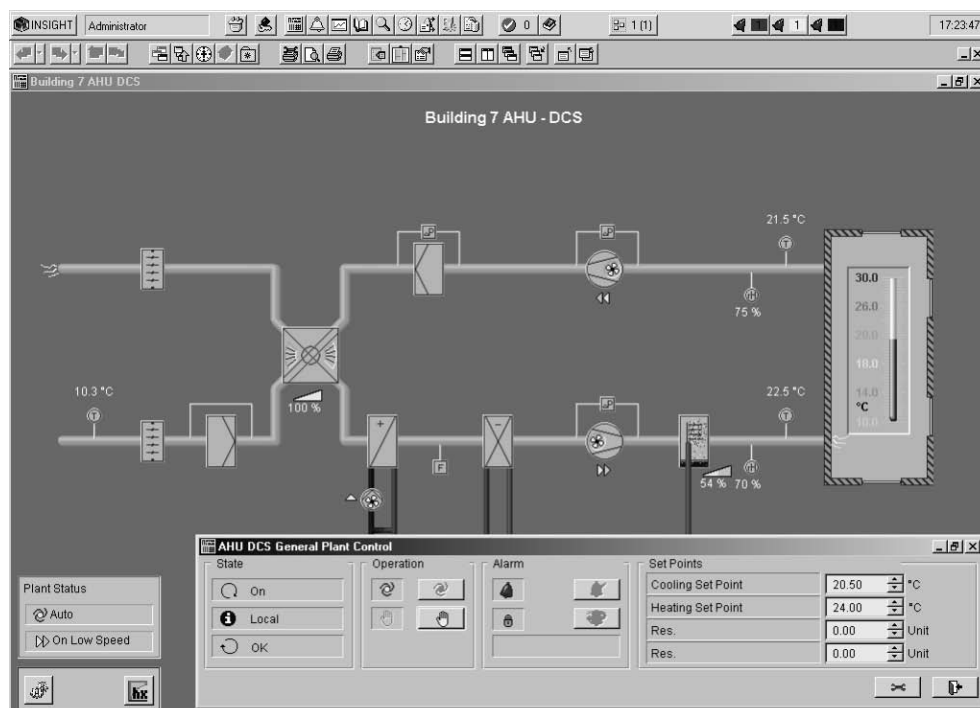 INSIGHT Administrator 0 1 (1) 1 17:23:47
Building 7 AHU DCS
Building 7 AHU - DCS
21.5 °C
75 %
30.0
26.0
10.3 °C
100 %
22.5 °C
14.0
°C
10.0
F
54 % 70 %
AHU DCS General Plant Control
State
On
Local
OK
Operation
Alarm
Set Points
Cooling Set Point 20.50 °C
Heating Set Point 24.00 °C
Res. 0.00 Unit
Res. 0.00 Unit
Plant Status
Auto
On Low Speed
hx